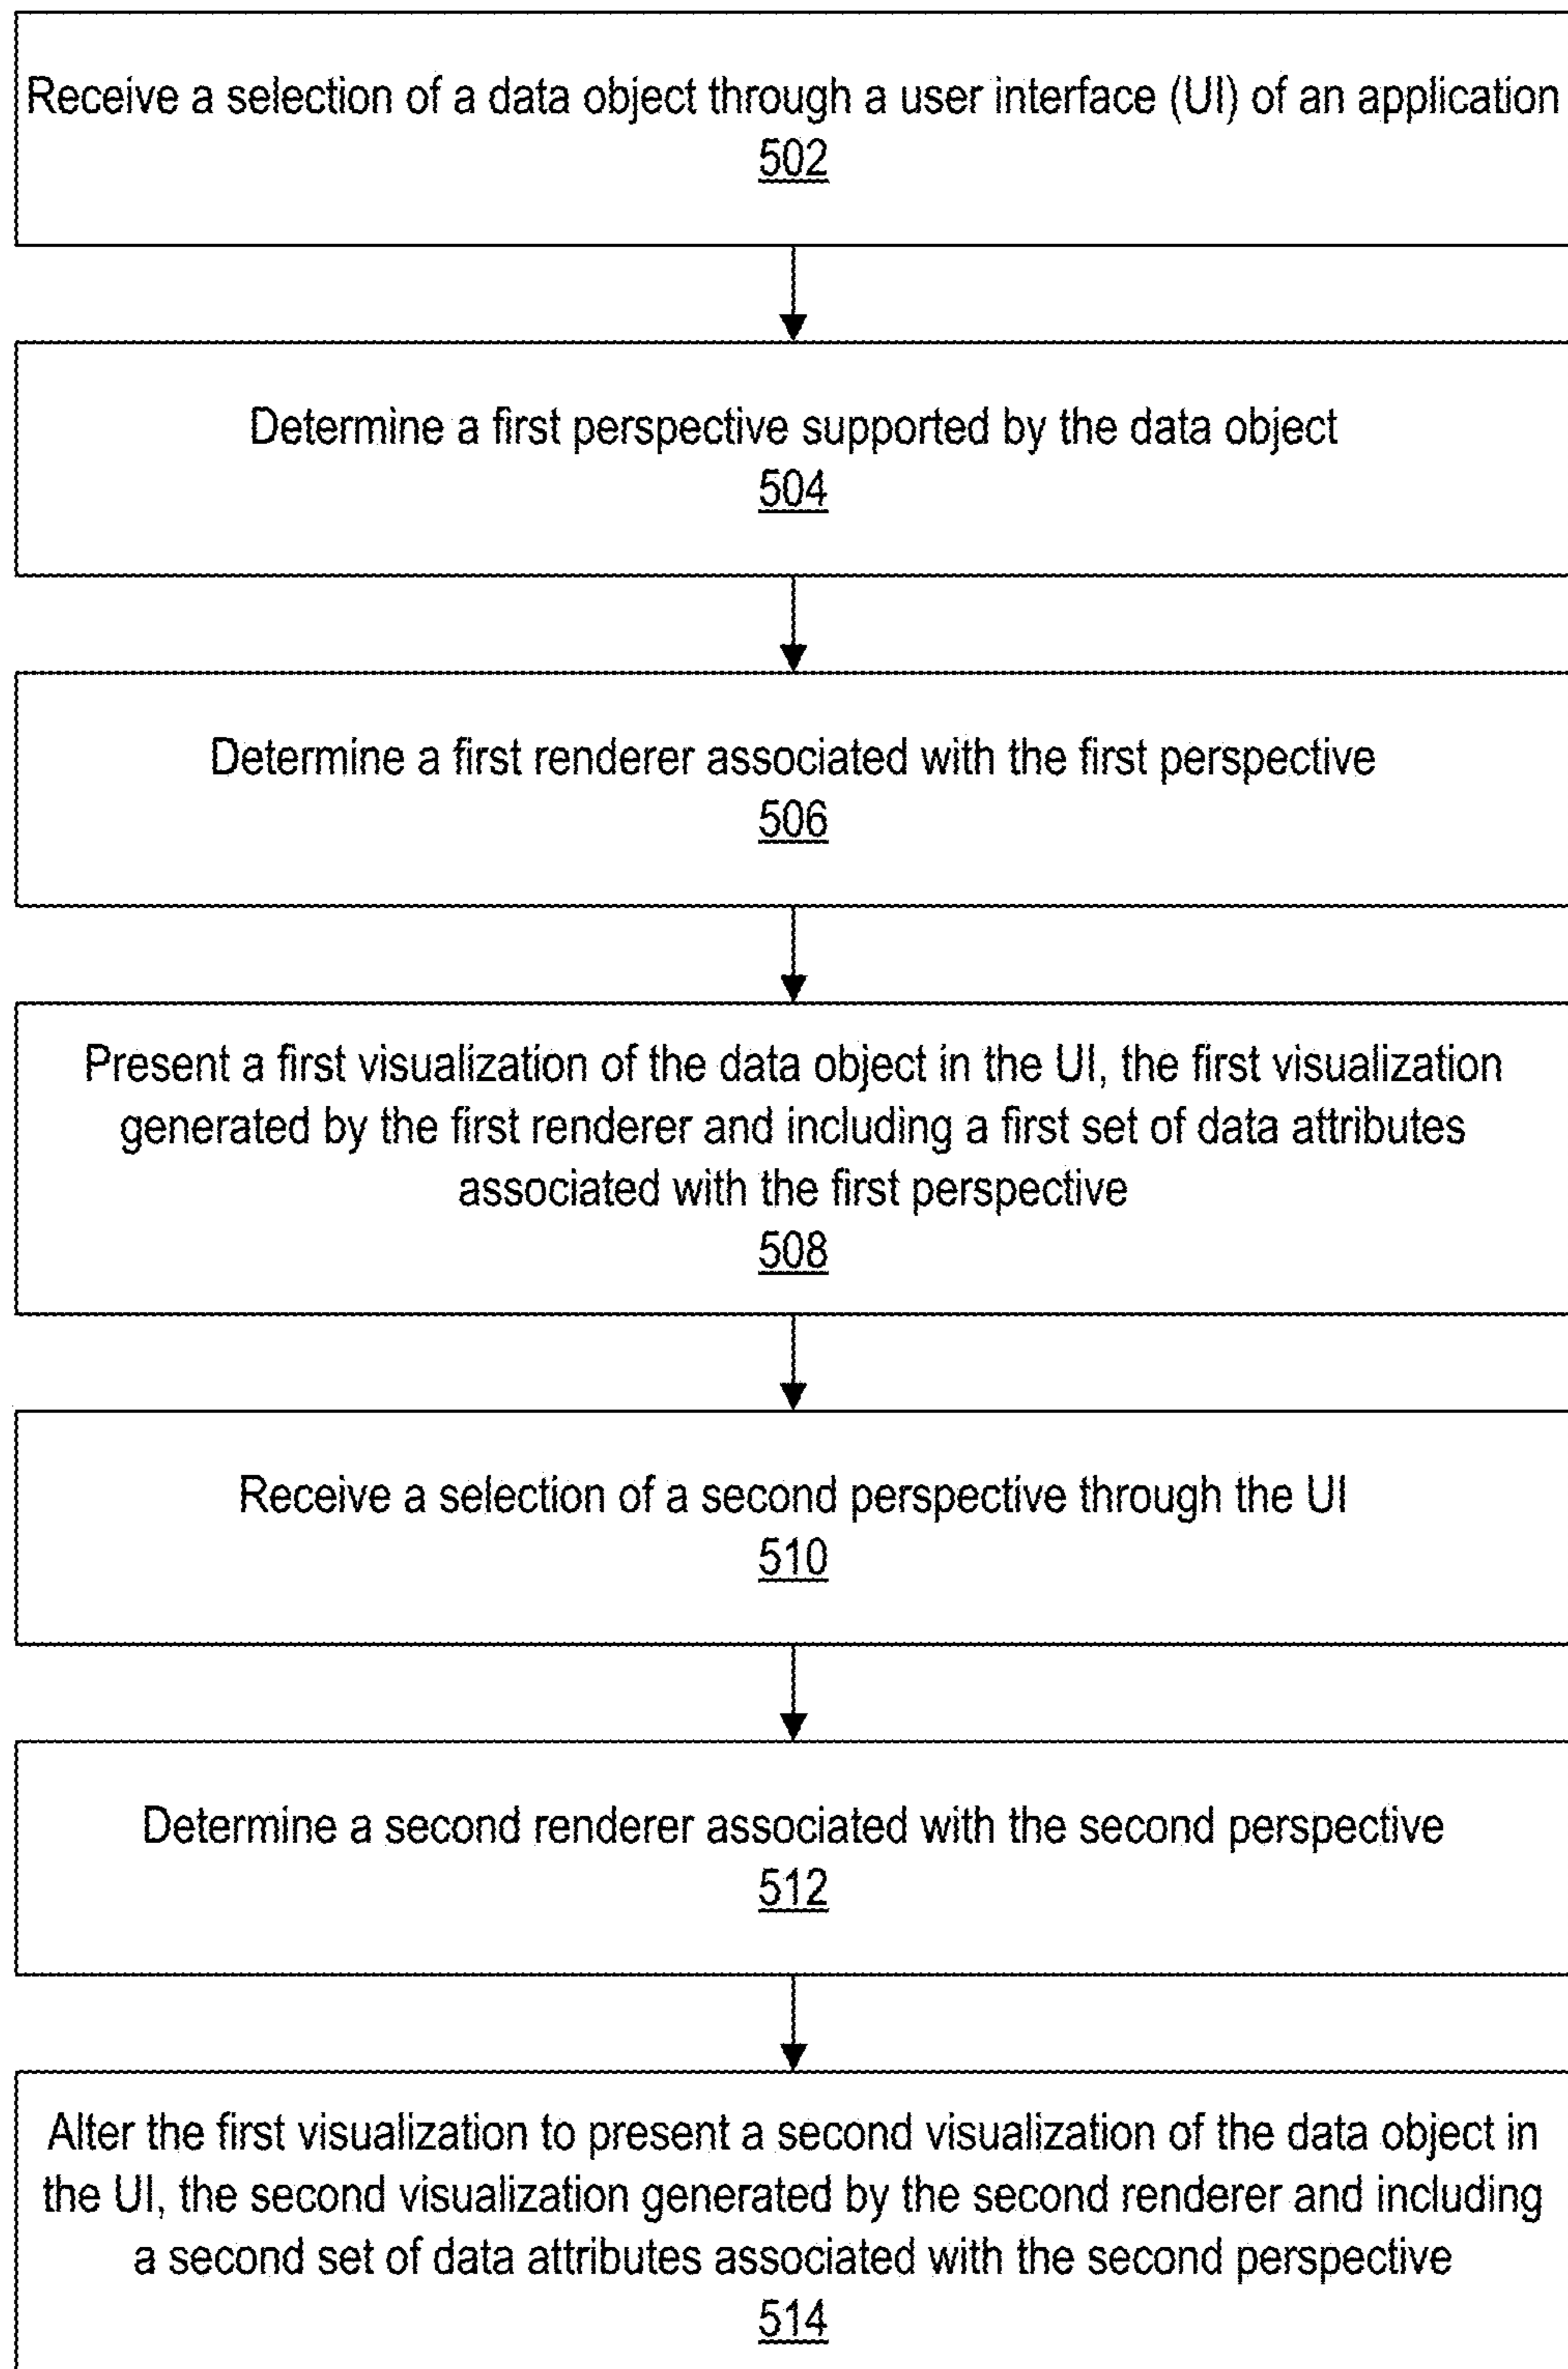 Receive a selection of a data object through a user interface (UI) of an application
502
Determine a first perspective supported by the data object
504
Determine a first renderer associated with the first perspective
506
Present a first visualization of the data object in the UI, the first visualization
generated by the first renderer and including a first set of data attributes
associated with the first perspective
508
Receive a selection of a second perspective through the UI
510
Determine a second renderer associated with the second perspective
512
Alter the first visualization to present a second visualization of the data object in
the UI, the second visualization generated by the second renderer and including
a second set of data attributes associated with the second perspective
514